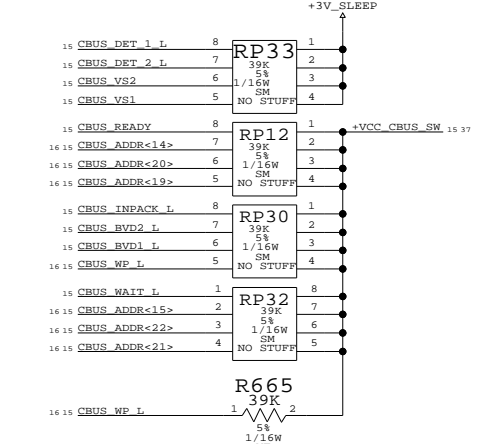 +3V_SLEEP
15 CBUS_DET_1_L 8 RP33 1
15 CBUS_DET_2_L 7 39K 2
5%
15 CBUS_VS2 6 1/16W 3
SM
15 CBUS_VS1 5 NO STUFF 4
15 CBUS_READY 8 RP12 1 +VCC_CBUS_SW 15 37
16 15 CBUS_ADDR<14> 7 39K 2
5%
16 15 CBUS_ADDR<20> 6 1/16W 3
SM
16 15 CBUS_ADDR<19> 5 NO STUFF 4
15 CBUS_INPACK_L 8 RP30 1
15 CBUS_BVD2_L 7 39K 2
5%
15 CBUS_BVD1_L 6 1/16W 3
SM
16 15 CBUS_WP_L 5 NO STUFF 4
15 CBUS_WAIT_L 1 RP32 8
16 15 CBUS_ADDR<15> 2 39K 7
5%
16 15 CBUS_ADDR<22> 3 1/16W 6
SM
16 15 CBUS_ADDR<21> 4 NO STUFF 5
R665
39K
16 15 CBUS_WP_L 1 2
5%
1/16W